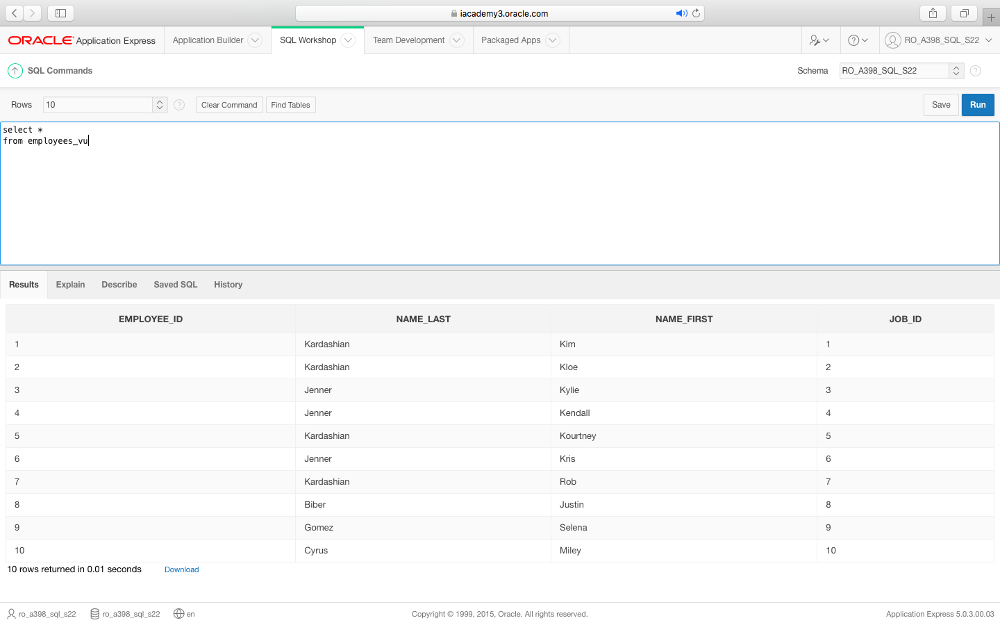 iacademy3.oracle.com
ORACLE Application Express Application Builder SQL Workshop Team Development Packaged Apps RO_A398_SQL_S22
SQL Commands Schema RO_A398_SQL_S22
Rows 10 Clear Command Find Tables Save Run
select *
from employees_vu
Results Explain Describe Saved SQL History
EMPLOYEE_ID NAME_LAST NAME_FIRST JOB_ID
1 Kardashian Kim 1
2 Kardashian Kloe 2
3 Jenner Kylie 3
4 Jenner Kendall 4
5 Kardashian Kourtney 5
6 Jenner Kris 6
7 Kardashian Rob 7
8 Biber Justin 8
9 Gomez Selena 9
10 Cyrus Miley 10
10 rows returned in 0.01 seconds Download
ro_a398_sql_s22 ro_a398_sql_s22 en Copyright © 1999, 2015, Oracle. All rights reserved. Application Express 5.0.3.00.03